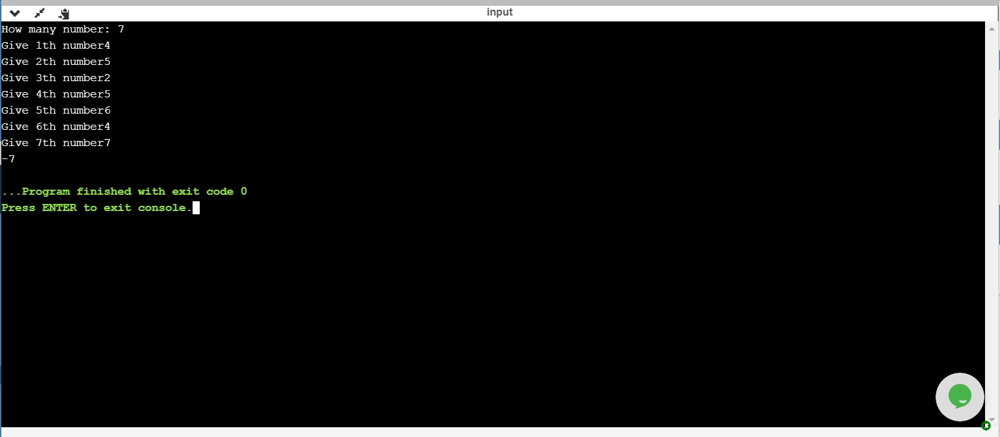 input
How many number: 7
Give 1th number4
Give 2th number5
Give 3th number2
Give 4th number5
Give 5th number6
Give 6th number4
Give 7th number7
-7
...Program finished with exit code 0
Press ENTER to exit console.